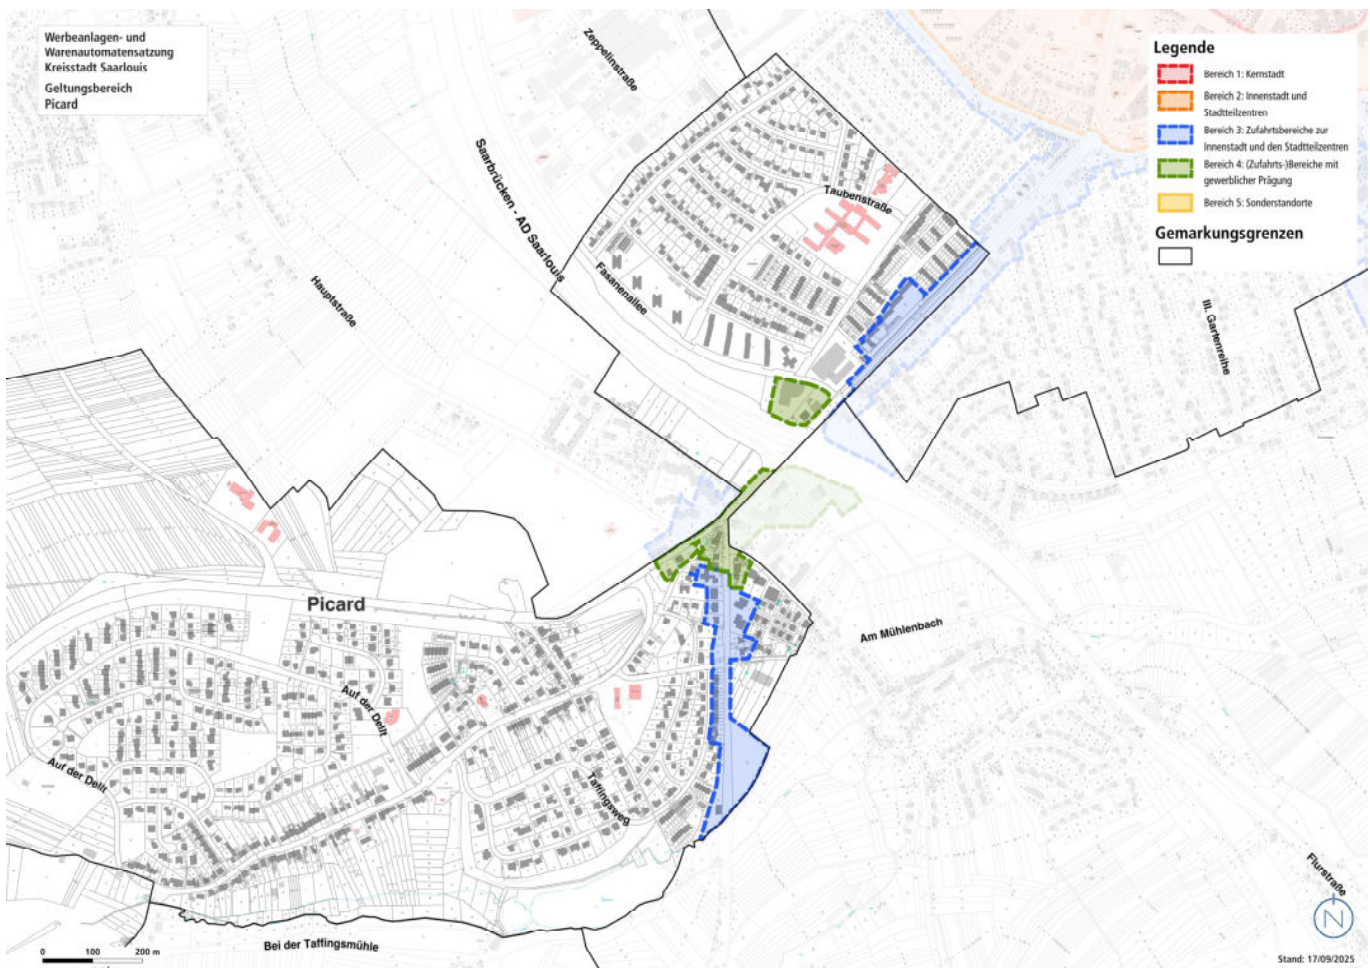 Werbeanlagen- und
Warenautomatensatzung
Kreisstadt Saarlouis
Geltungsbereich
Picard
Legende
Bereich 1: Kernstadt
Bereich 2: Innenstadt und
Stadtteilzentren
Bereich 3: Zufahrtsbereiche zur
Innenstadt und den Stadtteilzentren
Bereich 4: (Zufahrts-)Bereiche mit
gewerblicher Prägung
Bereich 5: Sonderstandorte
Gemarkungsgrenzen
Zeppelinstraße
Saarbrücken - AD Saarlouis
Taubenstraße
Fasanenallee
Hauptstraße
III. Gartenreihe
Picard
Am Mühlenbach
Auf der Dellt
Auf der Dellt
Taffingsweg
Flurstraße
Bei der Taffingsmühle
0 100 200 m
N
Stand: 17/09/2025